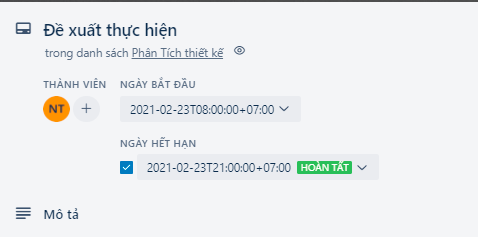 Đề xuất thực hiện
trong danh sách Phân Tích thiết kế
THÀNH VIÊN NGÀY BẮT ĐẦU
NT 2021-02-23T08:00:00+07:00
NGÀY HẾT HẠN
2021-02-23T21:00:00+07:00 HOÀN TẤT
Mô tả